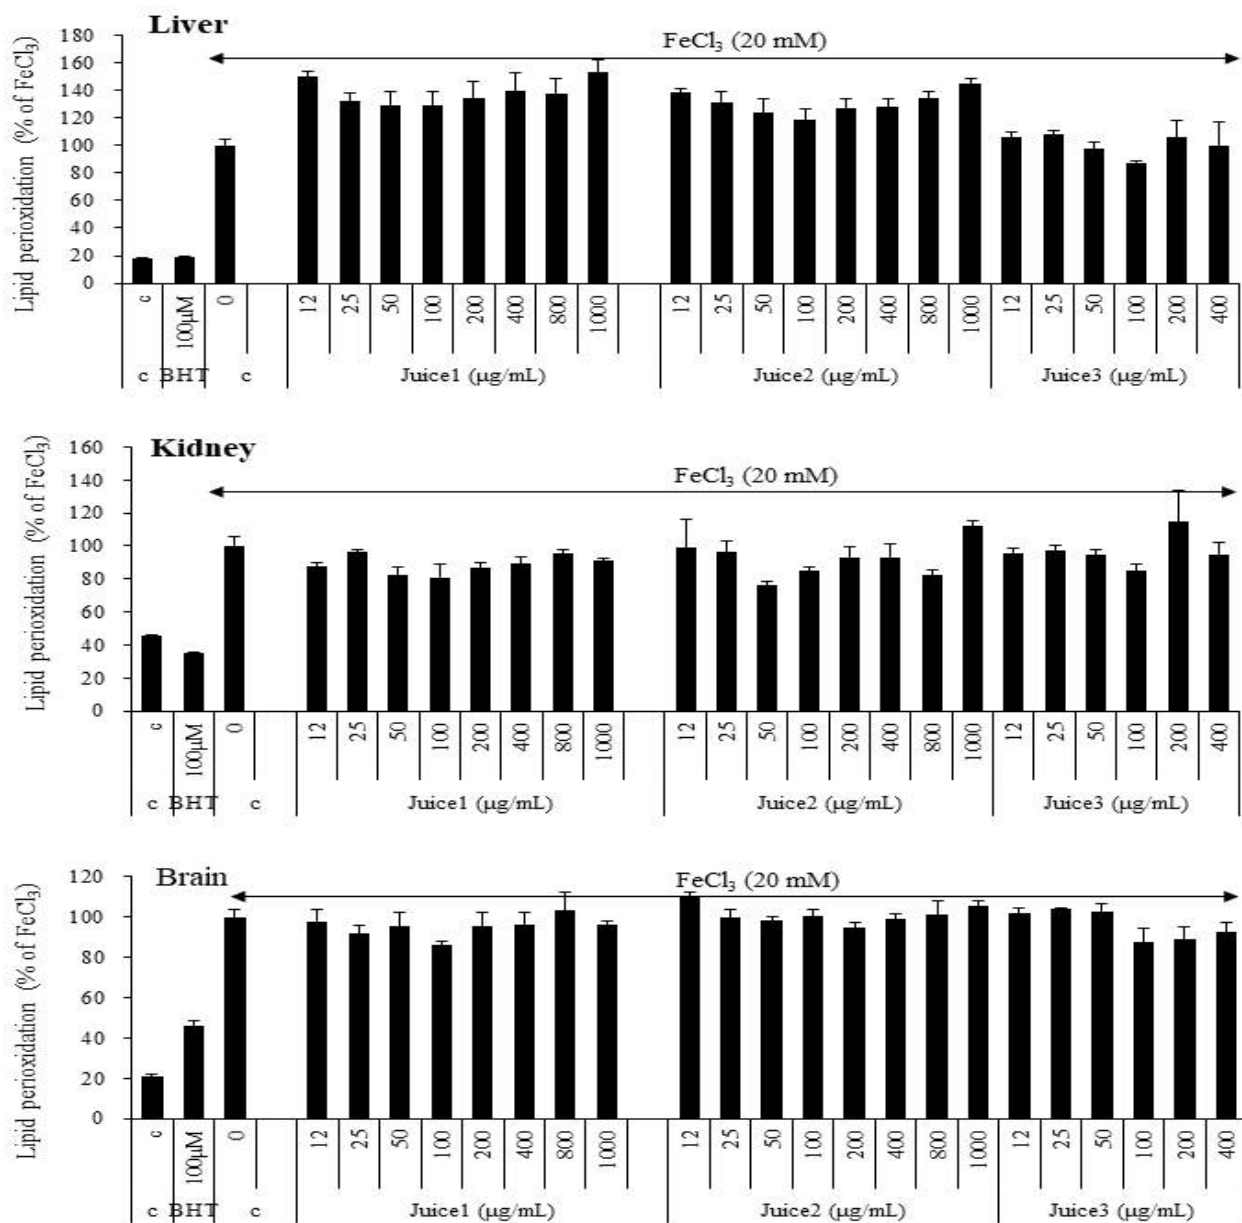 Liver
FeCl3 (20 mM)
Lipid perioxidation (% of FeCl3)
180
160
140
120
100
80
60
40
20
0
c 100µM 0 12 25 50 100 200 400 800 1000 12 25 50 100 200 400 800 1000 12 25 50 100 200 400
c BHT c Juice1 (µg/mL) Juice2 (µg/mL) Juice3 (µg/mL)
Kidney
FeCl3 (20 mM)
Lipid perioxidation (% of FeCl3)
160
140
120
100
80
60
40
20
0
c 100µM 0 12 25 50 100 200 400 800 1000 12 25 50 100 200 400 800 1000 12 25 50 100 200 400
c BHT c Juice1 (µg/mL) Juice2 (µg/mL) Juice3 (µg/mL)
Brain
FeCl3 (20 mM)
Lipid perioxidation (% of FeCl3)
120
100
80
60
40
20
0
c 100µM 0 12 25 50 100 200 400 800 1000 12 25 50 100 200 400 800 1000 12 25 50 100 200 400
c BHT c Juice1 (µg/mL) Juice2 (µg/mL) Juice3 (µg/mL)